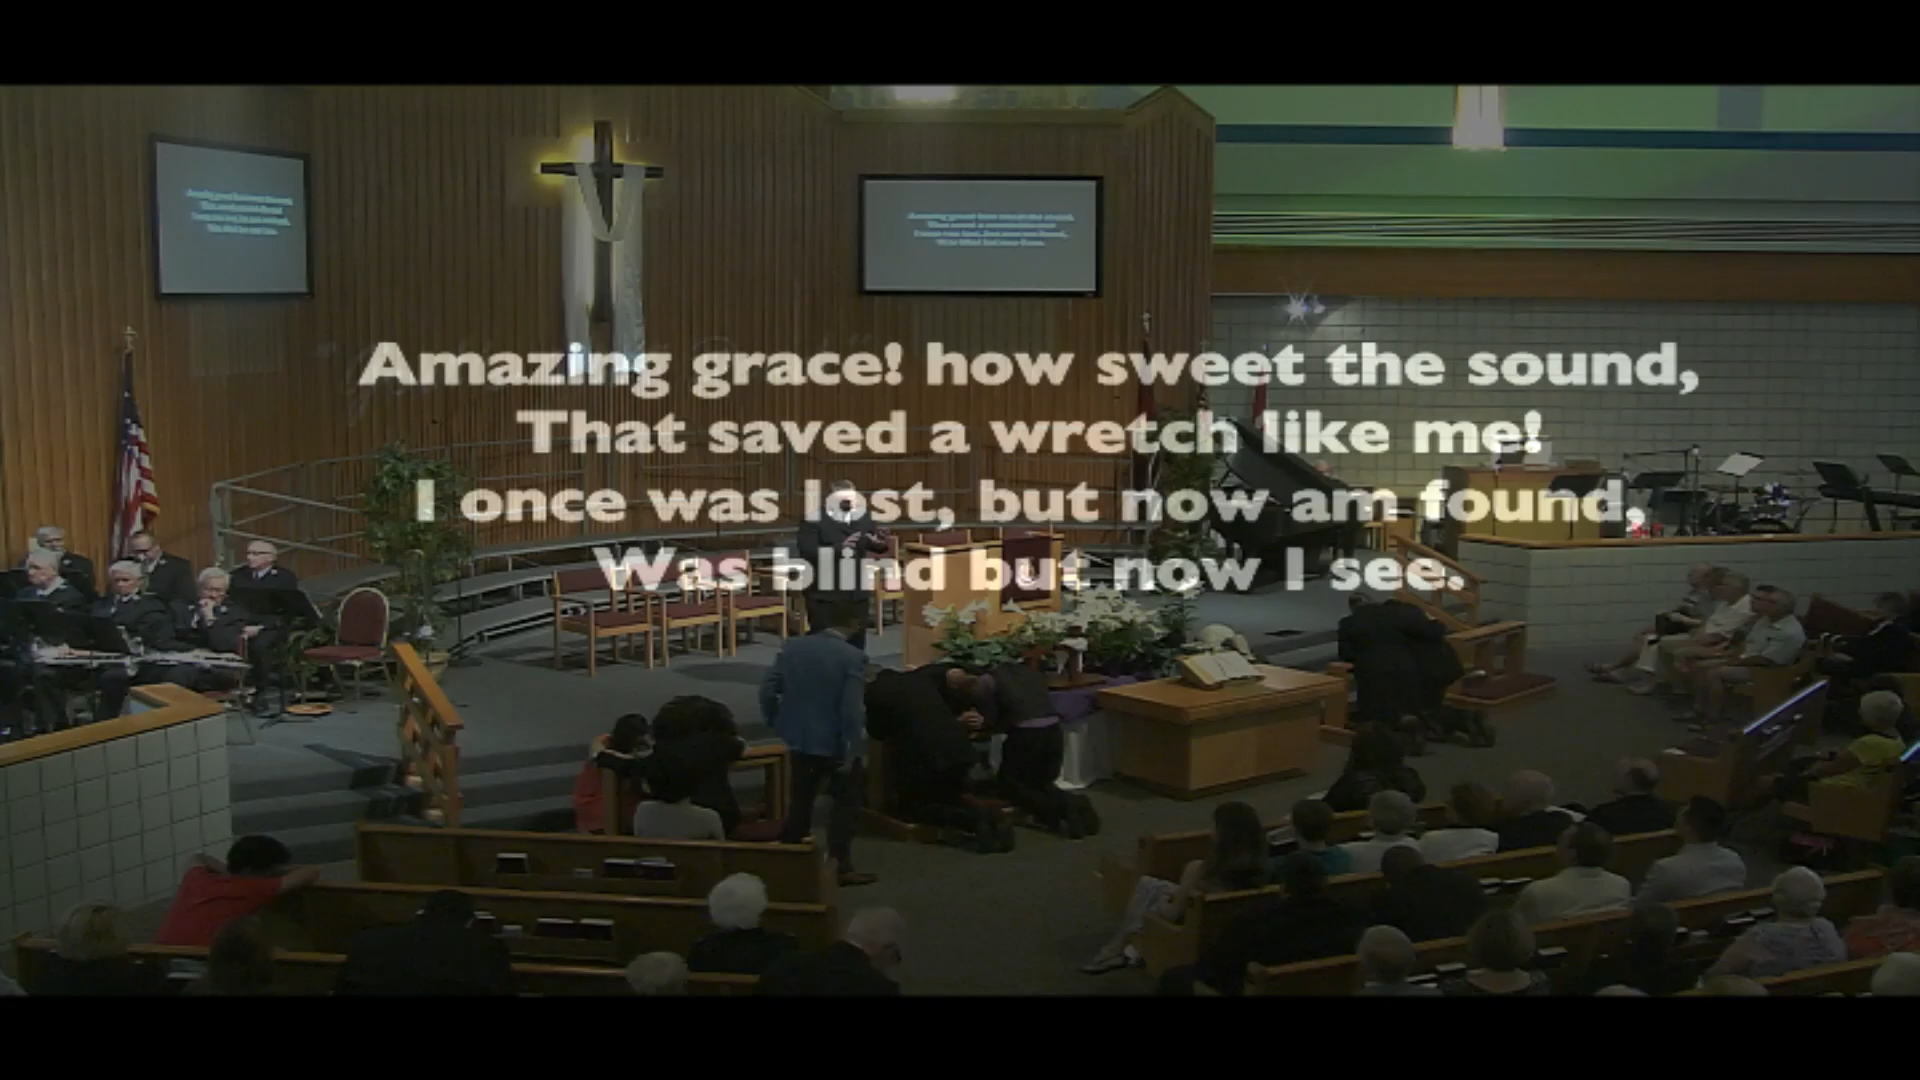 Amazing grace! how sweet the sound,
That saved a wretch like me!
I once was lost, but now am found,
Was blind but now I see.